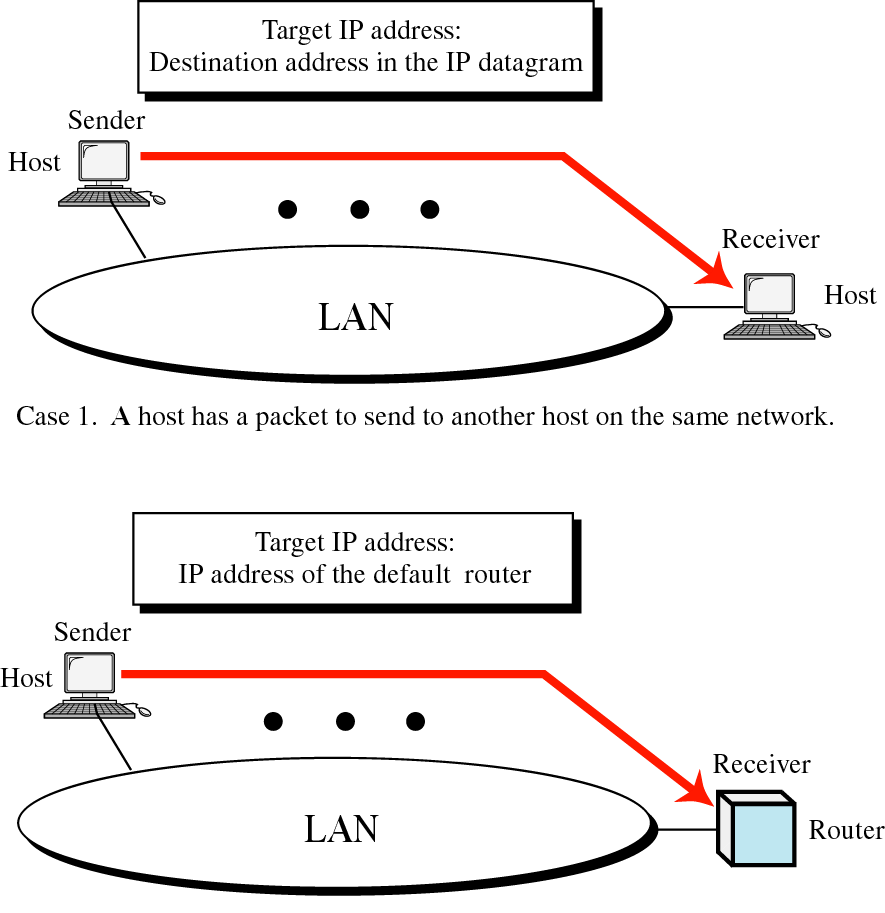 Target IP address:
Destination address in the IP datagram
Sender
Host
Receiver
Host
LAN
Case 1. A host has a packet to send to another host on the same network.
Target IP address:
IP address of the default router
Sender
Host
Receiver
Router
LAN